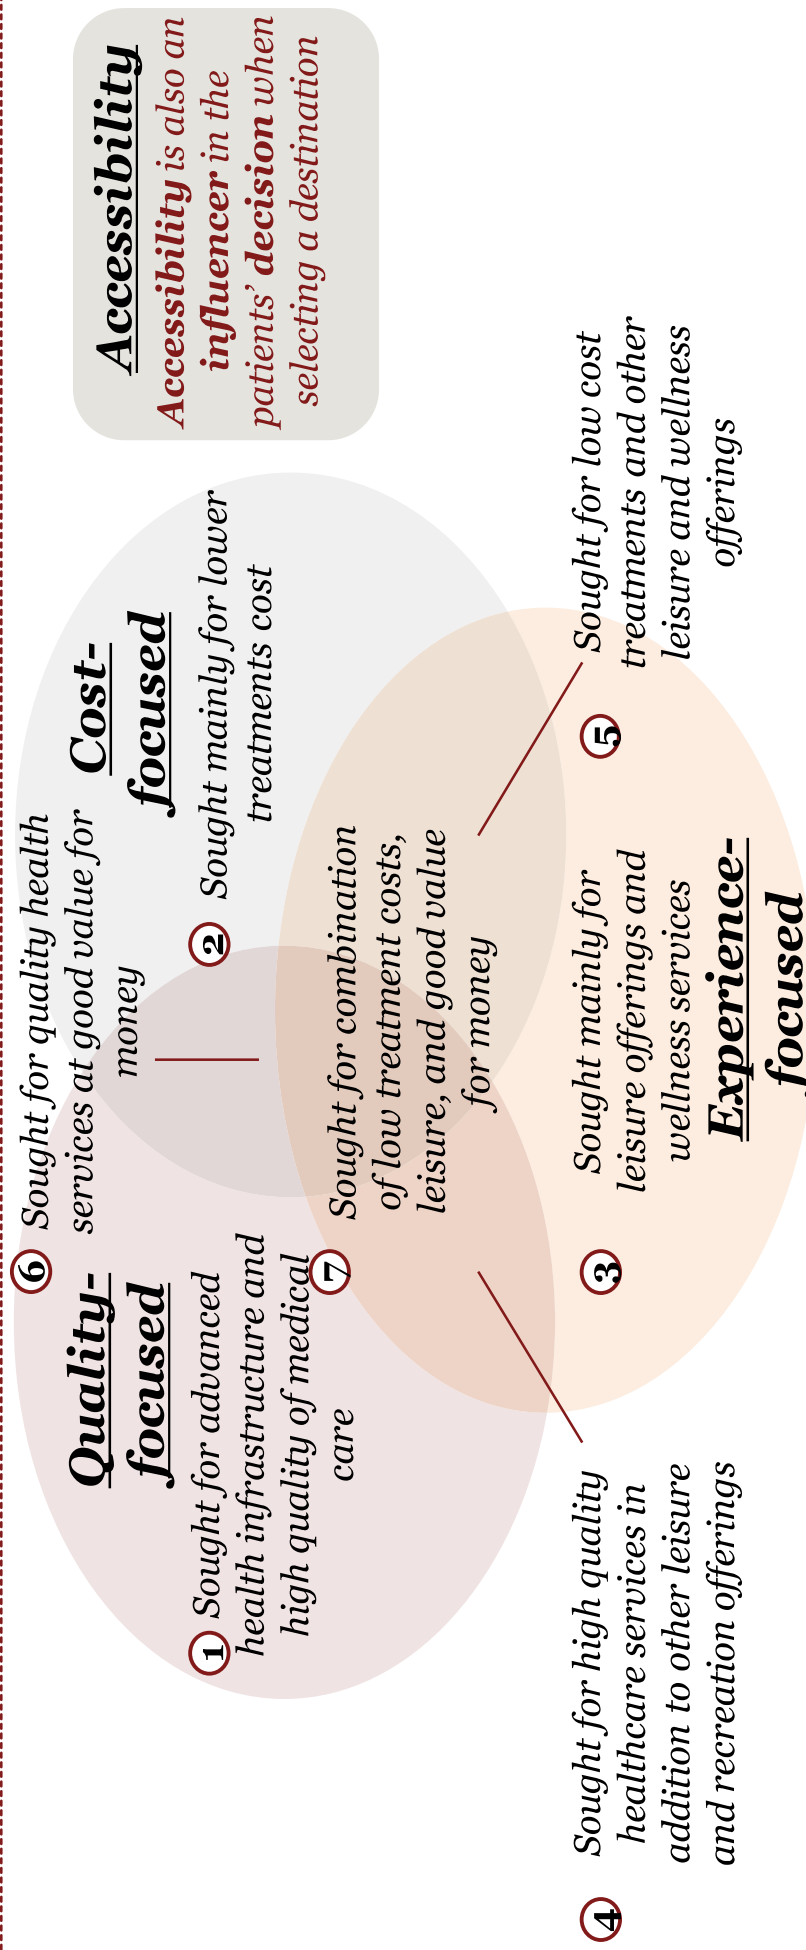 6
Sought for quality health
services at good value for
money
Quality-
focused
Cost-
focused
Accessibility
Accessibility is also an
influencer in the
patients’ decision when
selecting a destination
1
Sought for advanced
health infrastructure and
high quality of medical
care
2
Sought mainly for lower
treatments cost
7
Sought for combination
of low treatment costs,
leisure, and good value
for money
4
Sought for high quality
healthcare services in
addition to other leisure
and recreation offerings
3
Sought mainly for
leisure offerings and
wellness services
Experience-
focused
5
Sought for low cost
treatments and other
leisure and wellness
offerings